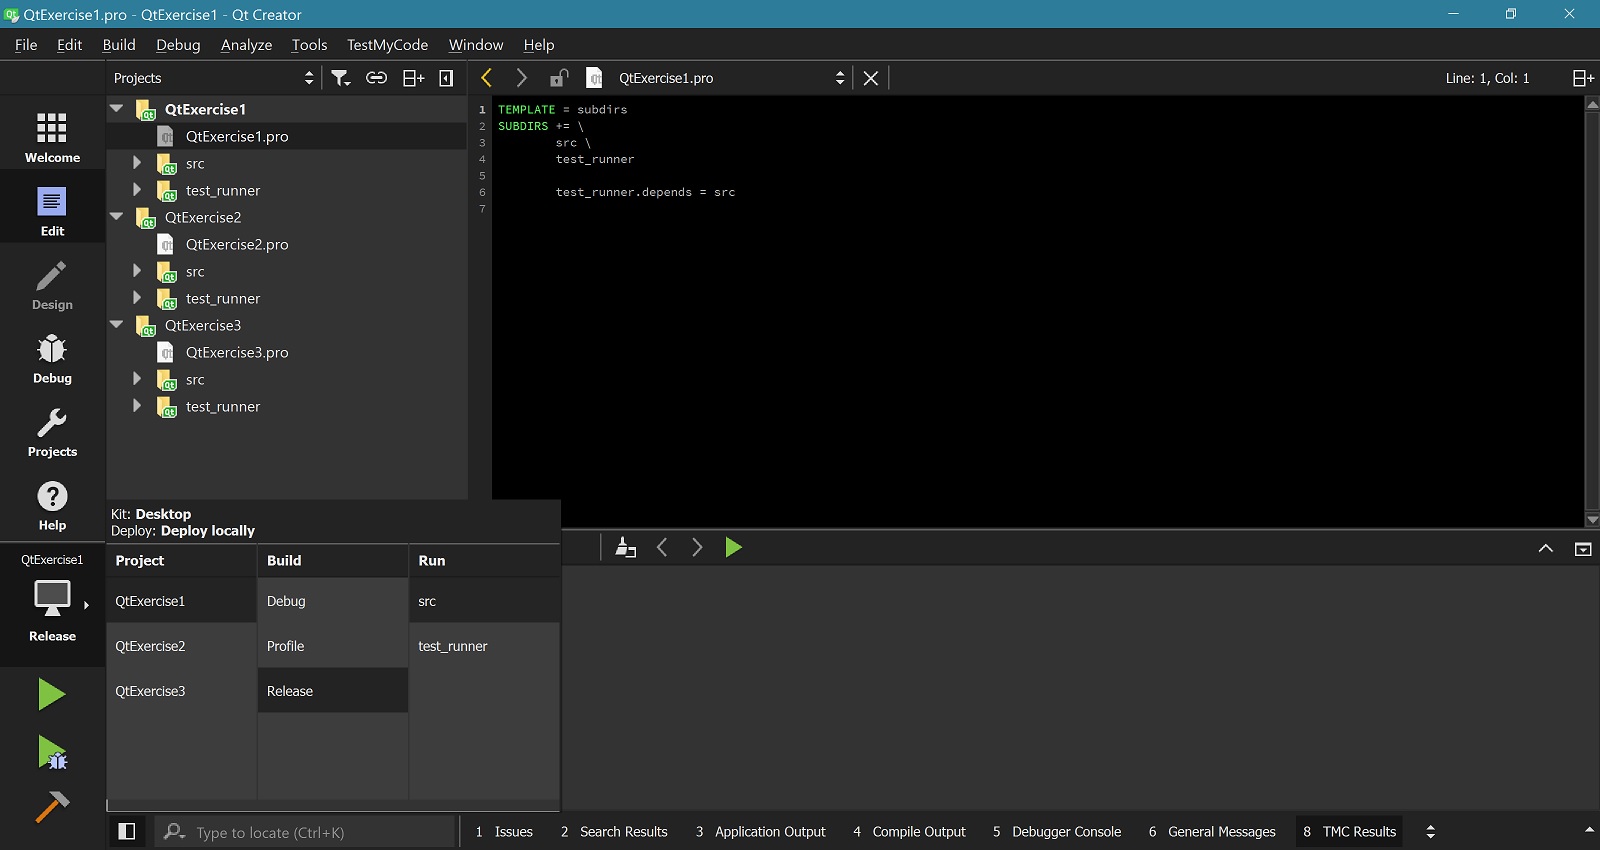 QtExercise1.pro - QtExercise1 - Qt Creator
File Edit Build Debug Analyze Tools TestMyCode Window Help
Projects
QtExercise1.pro
Line: 1, Col: 1
Welcome
Edit
Design
Debug
Projects
Help
QtExercise1
Release
QtExercise1
QtExercise1.pro
src
test_runner
QtExercise2
QtExercise2.pro
src
test_runner
QtExercise3
QtExercise3.pro
src
test_runner
1 TEMPLATE = subdirs
2 SUBDIRS += \
3 src \
4 test_runner
5
6 test_runner.depends = src
7
Kit: Desktop
Deploy: Deploy locally
Project Build Run
QtExercise1 Debug src
QtExercise2 Profile test_runner
QtExercise3 Release
Type to locate (Ctrl+K)
1 Issues 2 Search Results 3 Application Output 4 Compile Output 5 Debugger Console 6 General Messages 8 TMC Results